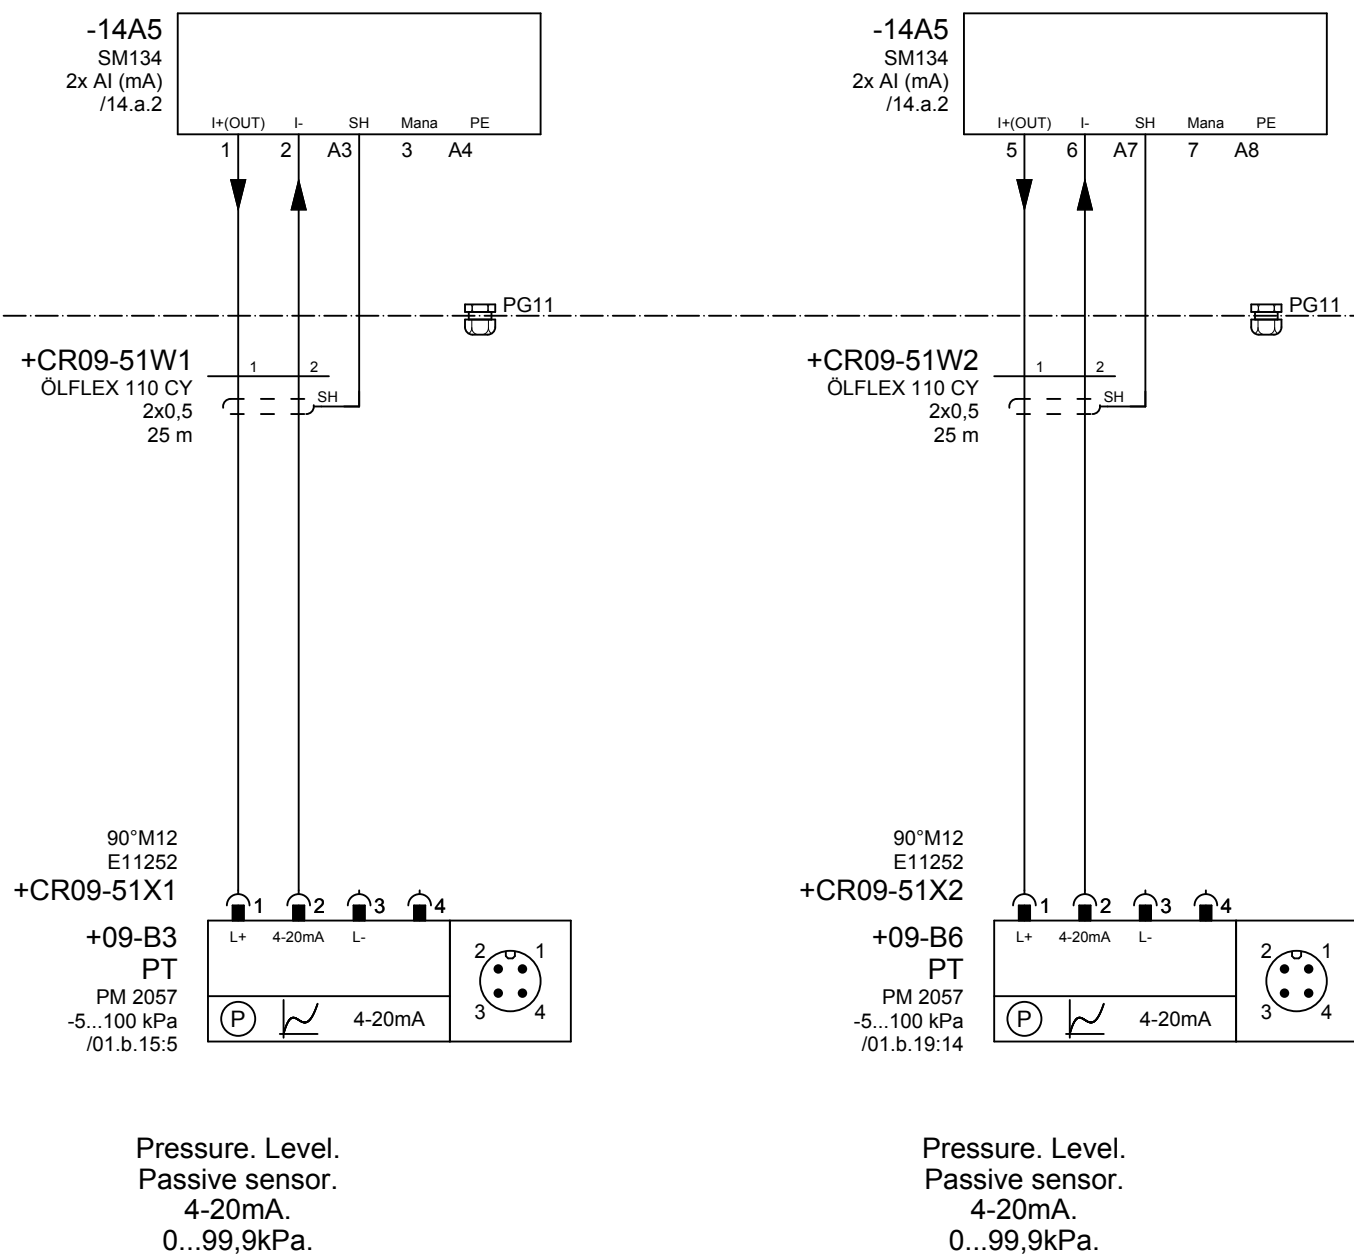 -14A5
SM134
2x AI (mA)
/14.a.2
I+(OUT) I- SH Mana PE
1 2 A3 3 A4
PG11
+CR09-51W1
ÖLFLEX 110 CY
2x0,5
25 m
1 2
SH
90°M12
E11252
+CR09-51X1
1 2 3 4
+09-B3
PT
PM 2057
-5...100 kPa
/01.b.15:5
L+ 4-20mA L-
P 4-20mA
2 1
3 4
Pressure. Level.
Passive sensor.
4-20mA.
0...99,9kPa.
-14A5
SM134
2x AI (mA)
/14.a.2
I+(OUT) I- SH Mana PE
5 6 A7 7 A8
PG11
+CR09-51W2
ÖLFLEX 110 CY
2x0,5
25 m
1 2
SH
90°M12
E11252
+CR09-51X2
1 2 3 4
+09-B6
PT
PM 2057
-5...100 kPa
/01.b.19:14
L+ 4-20mA L-
P 4-20mA
2 1
3 4
Pressure. Level.
Passive sensor.
4-20mA.
0...99,9kPa.